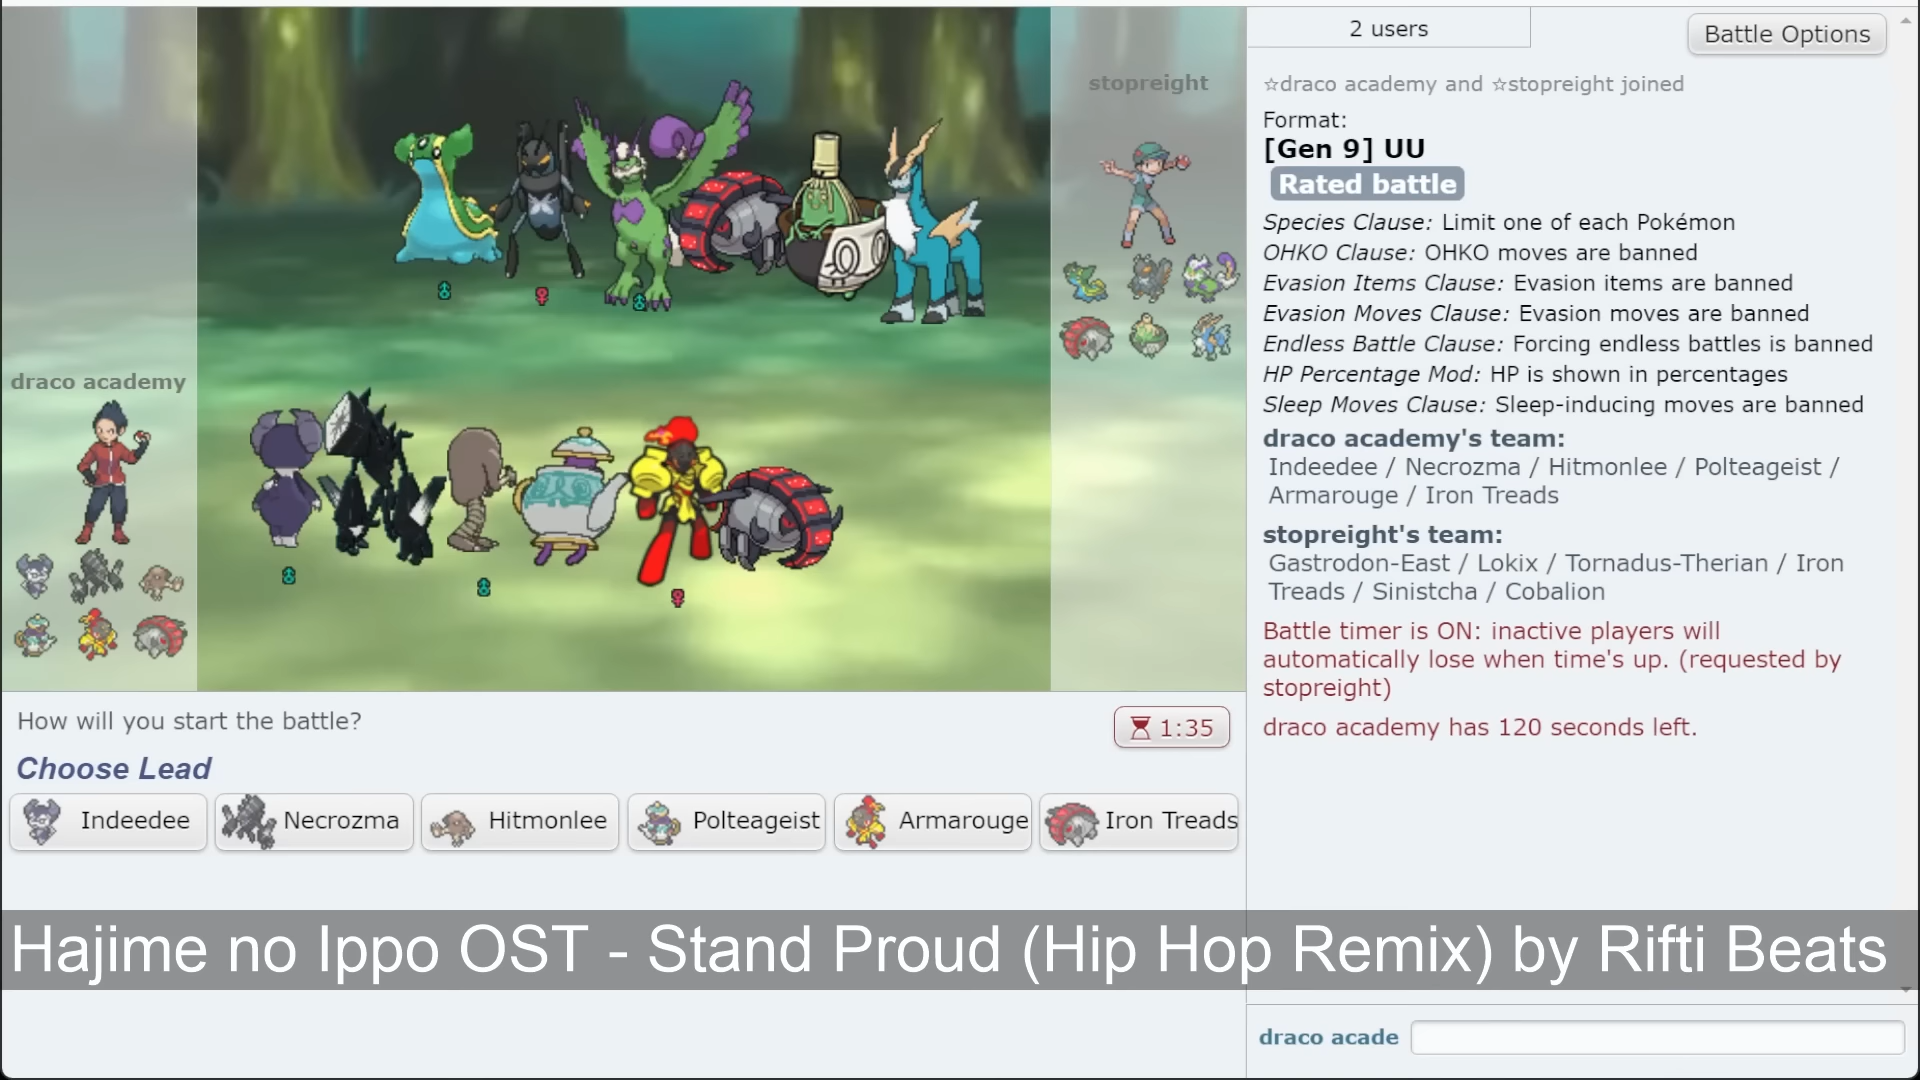 stopreight
draco academy
How will you start the battle?
1:35
Choose Lead
Indeedee
Necrozma
Hitmonlee
Polteageist
Armarouge
Iron Treads
2 users
Battle Options
☆draco academy and ☆stopreight joined
Format:
[Gen 9] UU
Rated battle
Species Clause: Limit one of each Pokémon
OHKO Clause: OHKO moves are banned
Evasion Items Clause: Evasion items are banned
Evasion Moves Clause: Evasion moves are banned
Endless Battle Clause: Forcing endless battles is banned
HP Percentage Mod: HP is shown in percentages
Sleep Moves Clause: Sleep-inducing moves are banned
draco academy's team:
Indeedee / Necrozma / Hitmonlee / Polteageist /
Armarouge / Iron Treads
stopreight's team:
Gastrodon-East / Lokix / Tornadus-Therian / Iron
Treads / Sinistcha / Cobalion
Battle timer is ON: inactive players will
automatically lose when time's up. (requested by
stopreight)
draco academy has 120 seconds left.
Hajime no Ippo OST - Stand Proud (Hip Hop Remix) by Rifti Beats
draco acade